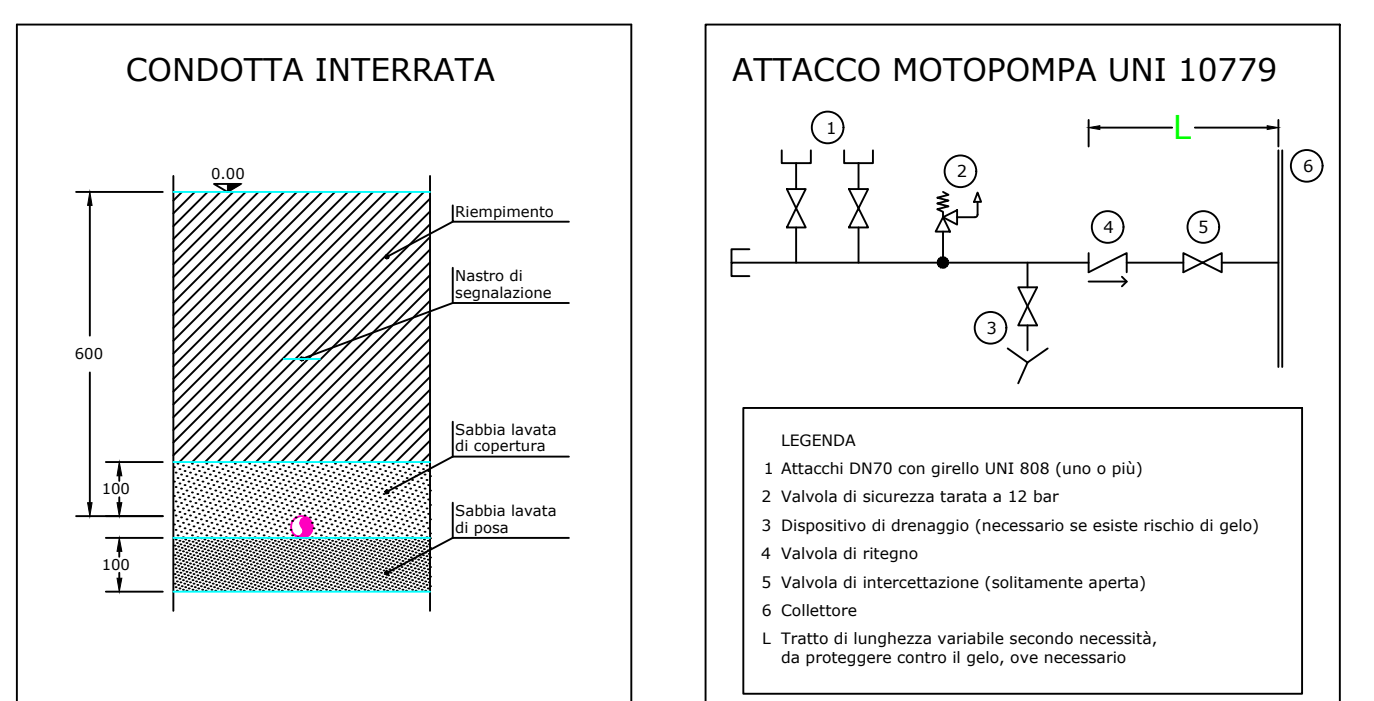 CONDOTTA INTERRATA
0.00
Riempimento
Nastro di
segnalazione
600
Sabbia lavata
di copertura
100
Sabbia lavata
di posa
100
ATTACCO MOTOPOMPA UNI 10779
L
1
2
6
4
5
3
LEGENDA
1 Attacchi DN70 con girello UNI 808 (uno o più)
2 Valvola di sicurezza tarata a 12 bar
3 Dispositivo di drenaggio (necessario se esiste rischio di gelo)
4 Valvola di ritegno
5 Valvola di intercettazione (solitamente aperta)
6 Collettore
L Tratto di lunghezza variabile secondo necessità,
da proteggere contro il gelo, ove necessario